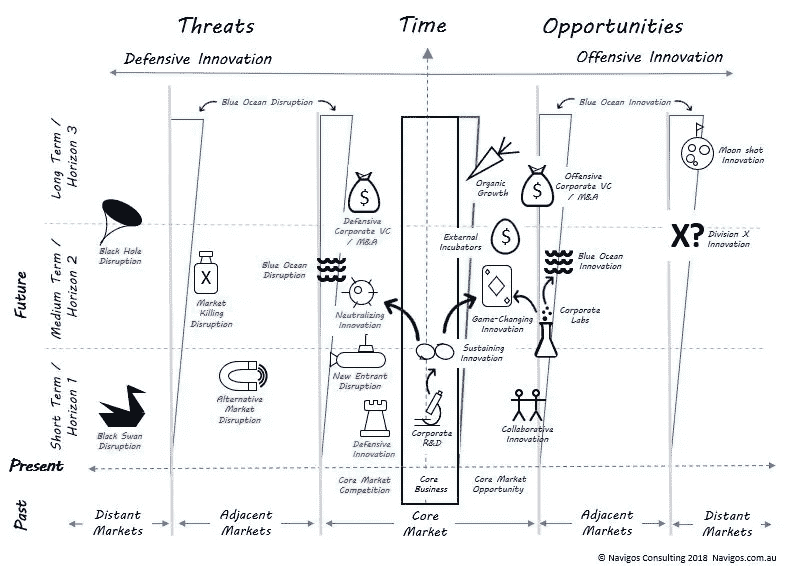 Threats
Time
Opportunities
Defensive Innovation
Offensive Innovation
Blue Ocean Disruption
Blue Ocean Innovation
Long Term /
Horizon 3
Moon shot
Innovation
Organic
Growth
Offensive
Corporate VC
/ M&A
$
$
Defensive
Corporate VC
/ M&A
Black Hole
Disruption
External
Incubators
$
X?
Division X
Innovation
Future
Medium Term /
Horizon 2
X
Market
Killing
Disruption
Blue Ocean
Disruption
Blue Ocean
Innovation
Neutralizing
Innovation
Game-Changing
Innovation
Corporate
Labs
Sustaining
Innovation
Short Term /
Horizon 1
New Entrant
Disruption
Alternative
Market
Disruption
Black Swan
Disruption
Defensive
Innovation
Corporate
R&D
Collaborative
Innovation
Present
Core Market
Competition
Core
Business
Core Market
Opportunity
Past
Distant
Markets
Adjacent
Markets
Core
Market
Adjacent
Markets
Distant
Markets
© Navigos Consulting 2018 Navigos.com.au